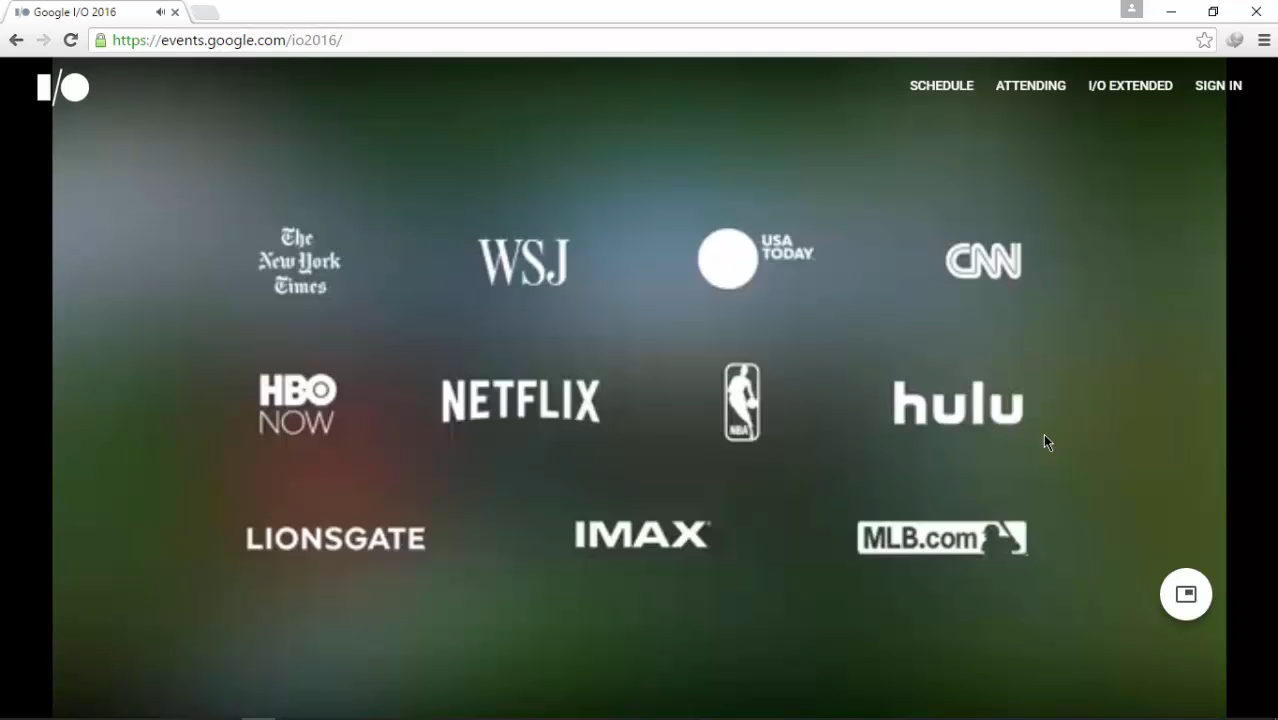 Google I/O 2016
https://events.google.com/io2016/
I/O
SCHEDULE ATTENDING I/O EXTENDED SIGN IN
The
New York
Times
WSJ
USA
TODAY
CNN
HBO
NOW
NETFLIX
NBA
hulu
LIONSGATE
IMAX
MLB.com